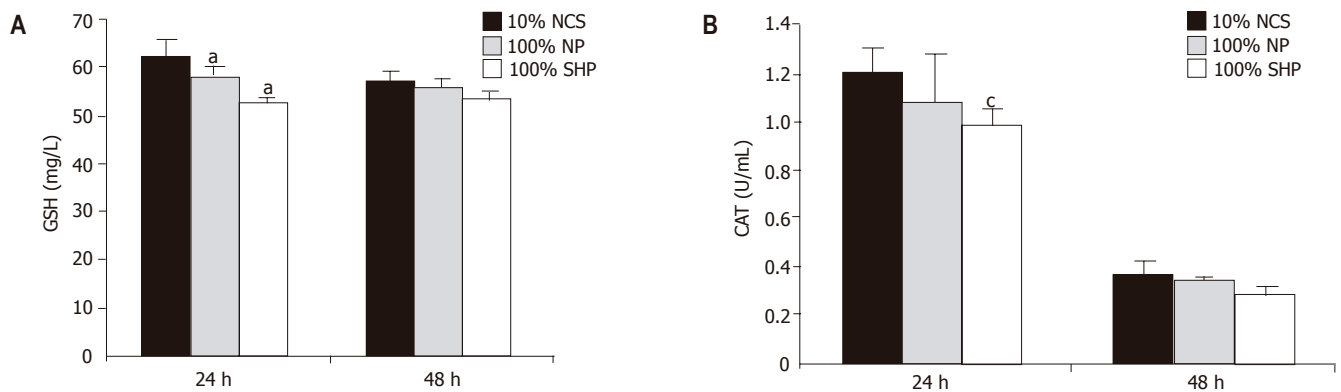 A
70
60
50
40
30
20
10
0
GSH (mg/L)
10% NCS
100% NP
100% SHP
a
a
24 h
48 h
B
1.4
1.2
1.0
0.8
0.6
0.4
0.2
0
CAT (U/mL)
10% NCS
100% NP
100% SHP
c
24 h
48 h